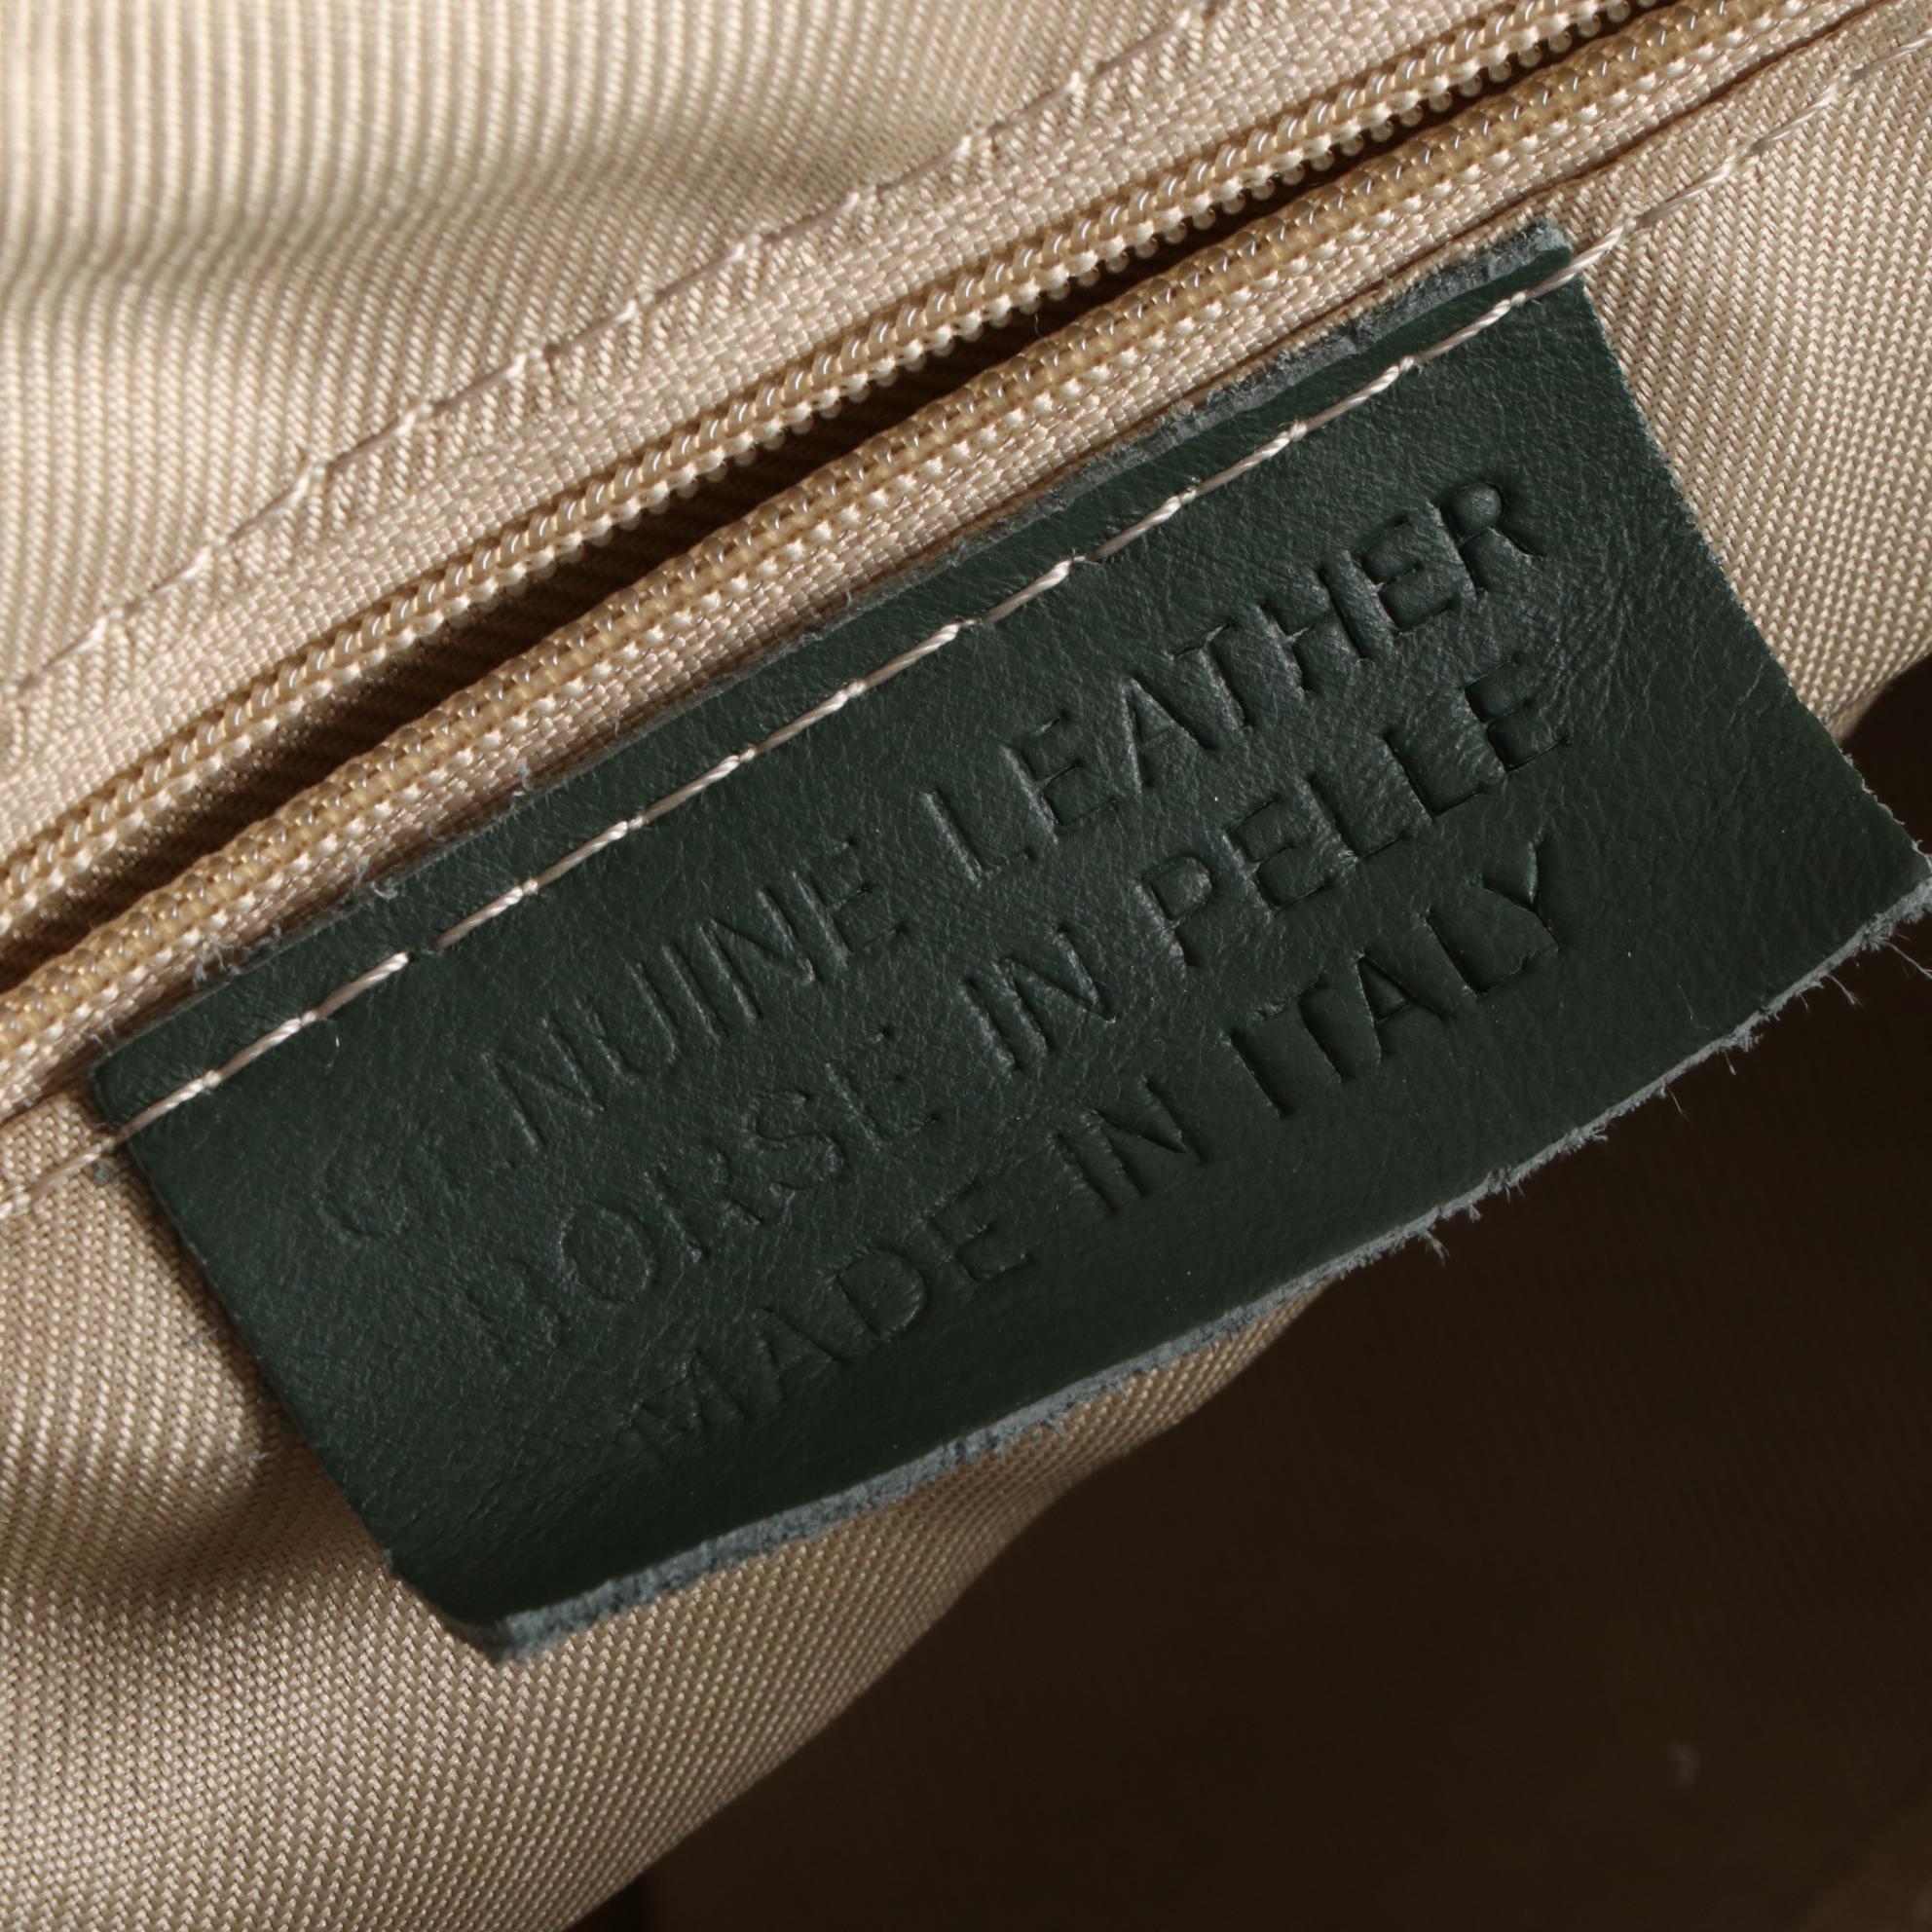 GENUINE LEATHER
BORSE IN PELLE
MADE IN ITALY